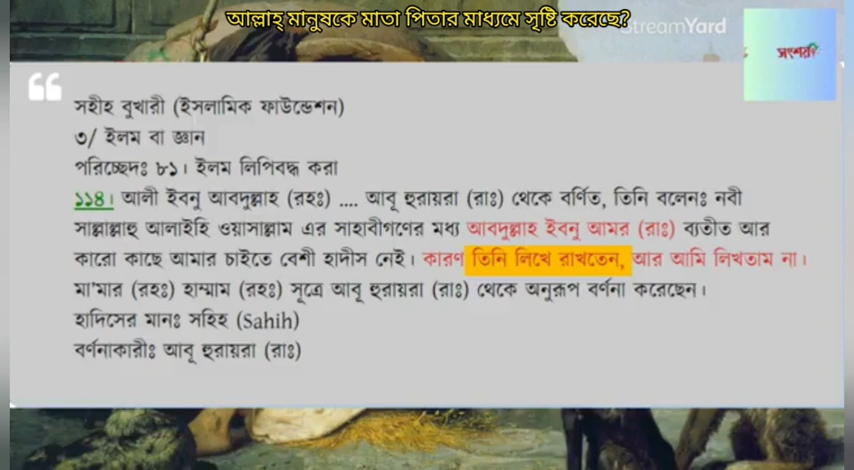 আল্লাহ্ মানুষকে মাতা পিতার মাধ্যমে সৃষ্টি করেছে?
StreamYard
সংশয়
সহীহ বুখারী (ইসলামিক ফাউন্ডেশন)
৩/ ইলম বা জ্ঞান
পরিচ্ছেদঃ ৮১। ইলম লিপিবদ্ধ করা
১১৪। আলী ইবনু আবদুল্লাহ (রহঃ) .... আবূ হুরায়রা (রাঃ) থেকে বর্ণিত, তিনি বলেনঃ নবী
সাল্লাল্লাহু আলাইহি ওয়াসাল্লাম এর সাহাবীগণের মধ্য আবদুল্লাহ ইবনু আমর (রাঃ) ব্যতীত আর
কারো কাছে আমার চাইতে বেশী হাদীস নেই। কারণ তিনি লিখে রাখতেন, আর আমি লিখতাম না।
মা'মার (রহঃ) হাম্মাম (রহঃ) সূত্রে আবূ হুরায়রা (রাঃ) থেকে অনুরূপ বর্ণনা করেছেন।
হাদিসের মানঃ সহিহ (Sahih)
বর্ণনাকারীঃ আবূ হুরায়রা (রাঃ)